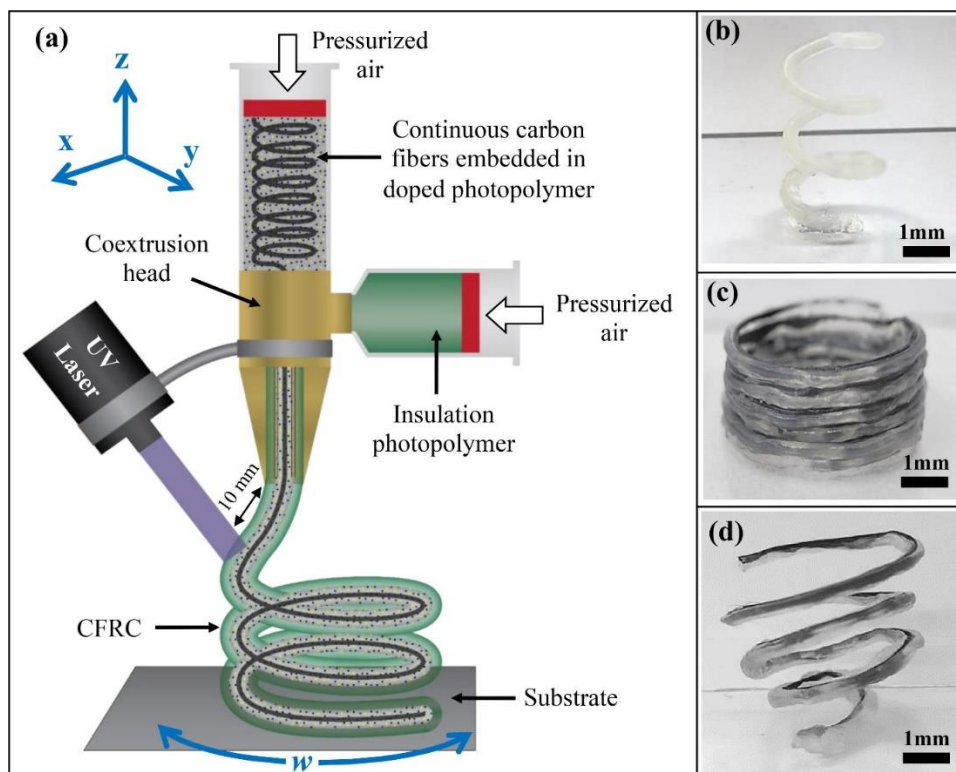 (a)
Pressurized
air
z
x
y
Continuous carbon
fibers embedded in
doped photopolymer
Coextrusion
head
Pressurized
air
UV
Laser
Insulation
photopolymer
10 mm
CFRC
Substrate
w
(b)
1mm
(c)
1mm
(d)
1mm